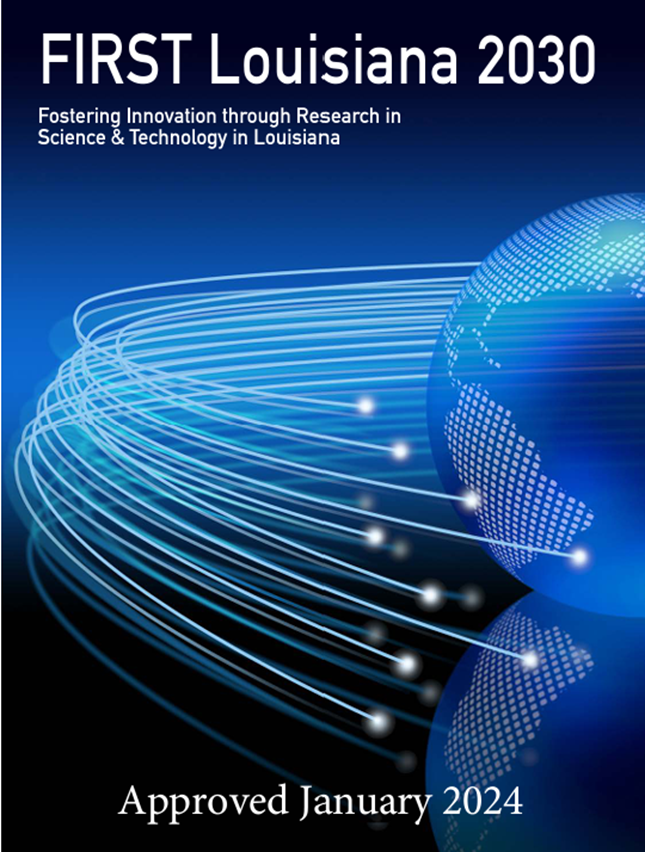 FIRST Louisiana 2030
Fostering Innovation through Research in
Science & Technology in Louisiana
Approved January 2024